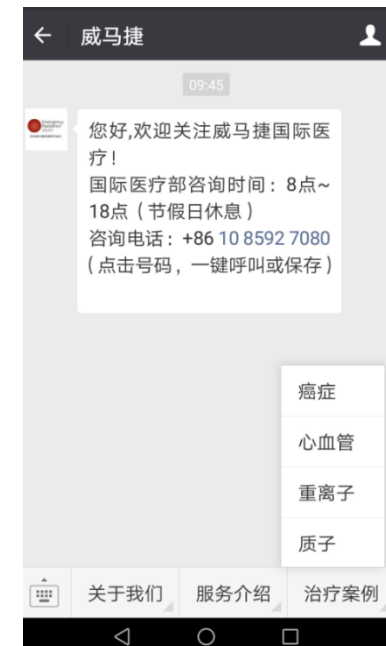 威马捷
09:45
您好,欢迎关注威马捷国际医
疗!
国际医疗部咨询时间：8点~
18点（节假日休息）
咨询电话：+86 10 8592 7080
(点击号码，一键呼叫或保存)
癌症
心血管
重离子
质子
关于我们
服务介绍
治疗案例